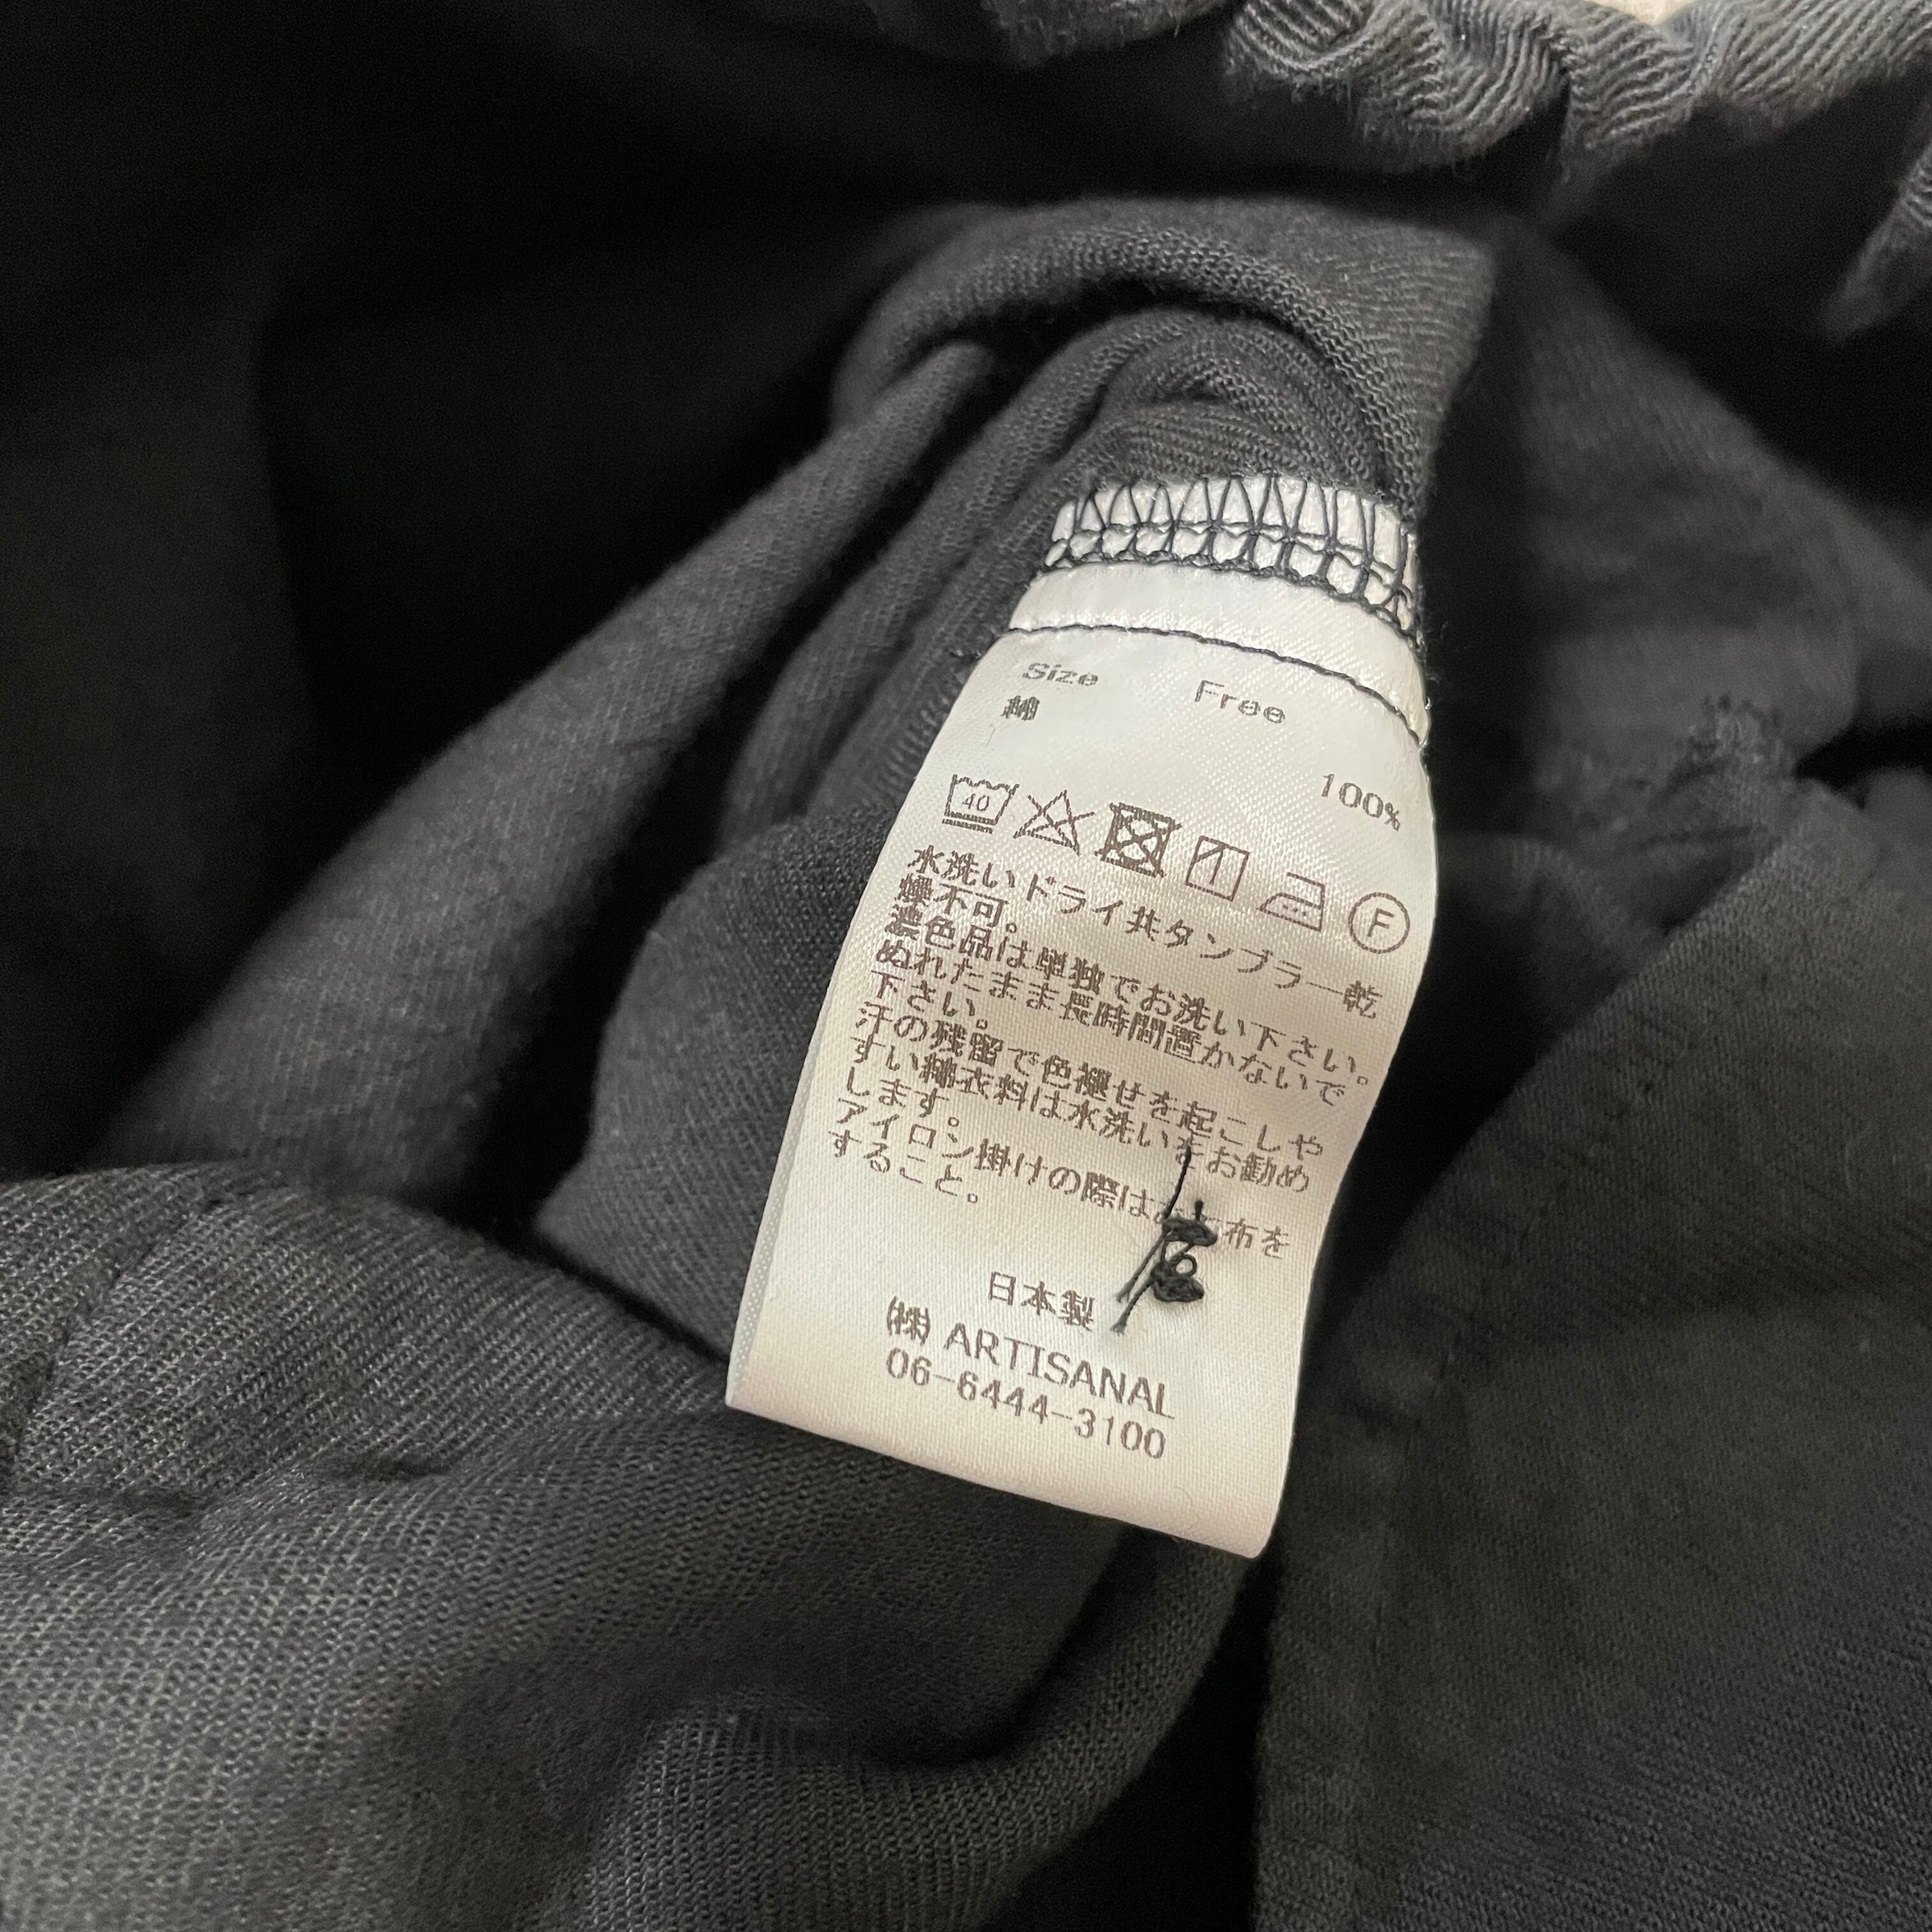 Size Free
綿 100%
40
F
水洗いドライ共タンブラー乾
燥不可。
濃色品は単独でお洗い下さい。
ぬれたまま長時間置かないで
下さい。
汗の残留で色褪せを起こしや
すい綿衣料は水洗いをお勧め
します。
アイロン掛けの際は 布を
すること。
日本製
(株) ARTISANAL
06-6444-3100